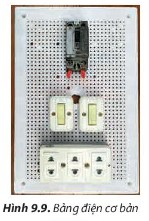 Hình 9.9. Bảng điện cơ bản